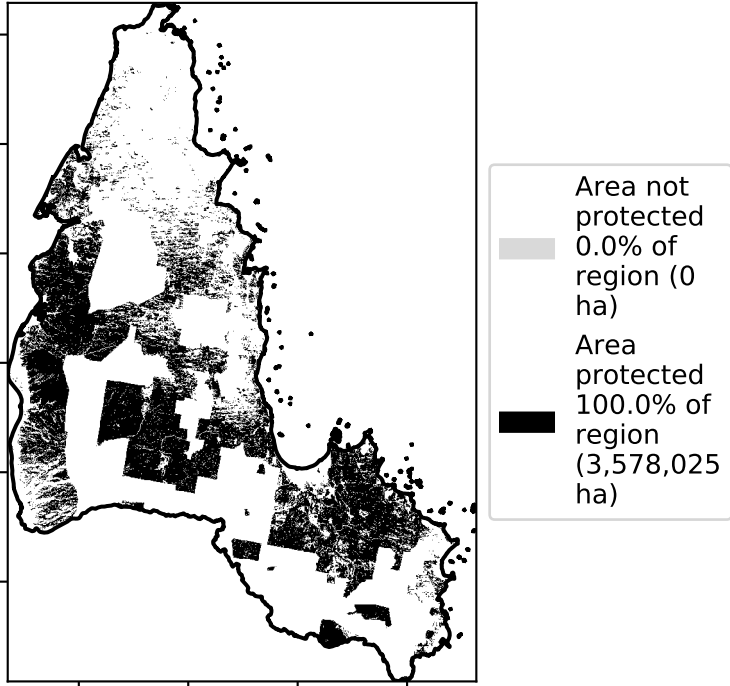 Area not
protected
0.0% of
region (0
ha)
Area
protected
100.0% of
region
(3,578,025
ha)